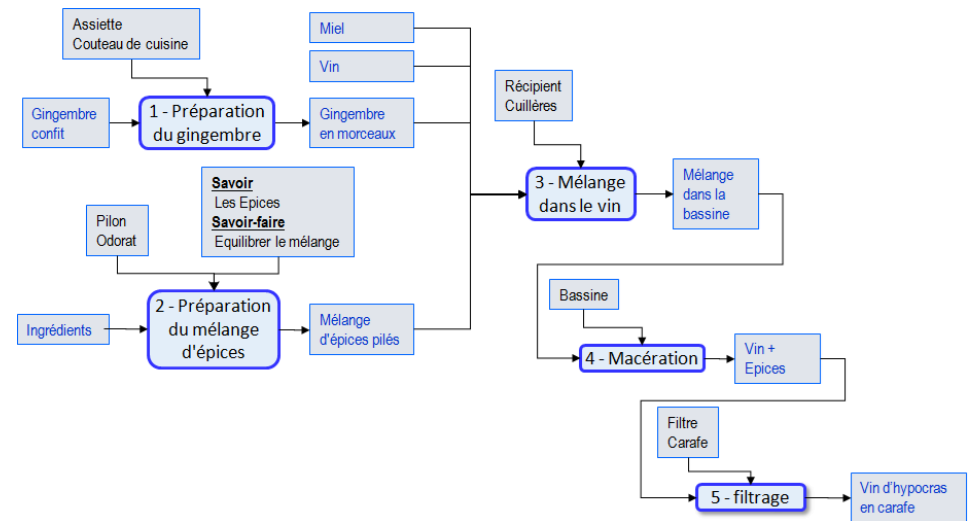 Assiette
Couteau de cuisine
Gingembre
confit
1 - Préparation
du gingembre
Miel
Vin
Gingembre
en morceaux
Savoir
Les Epices
Savoir-faire
Equilibrer le mélange
Pilon
Odorat
Ingrédients
2 - Préparation
du mélange
d'épices
Mélange
d'épices pilés
Récipient
Cuillères
3 - Mélange
dans le vin
Mélange
dans la
bassine
Bassine
4 - Macération
Vin +
Epices
Filtre
Carafe
5 - filtrage
Vin d'hypocras
en carafe